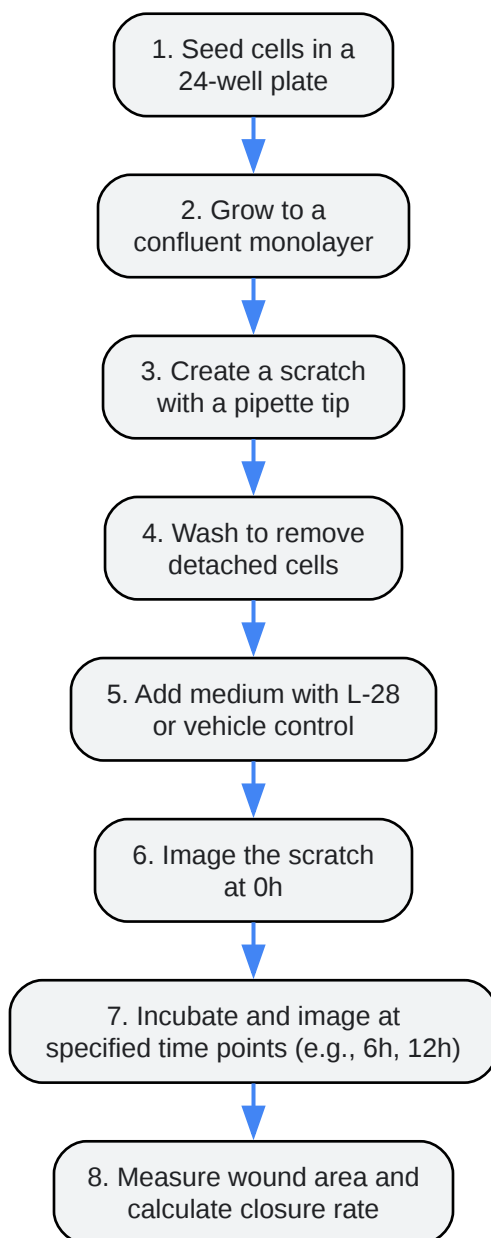 1. Seed cells in a
24-well plate
2. Grow to a
confluent monolayer
3. Create a scratch
with a pipette tip
4. Wash to remove
detached cells
5. Add medium with L-28
or vehicle control
6. Image the scratch
at 0h
7. Incubate and image at
specified time points (e.g., 6h, 12h)
8. Measure wound area and
calculate closure rate